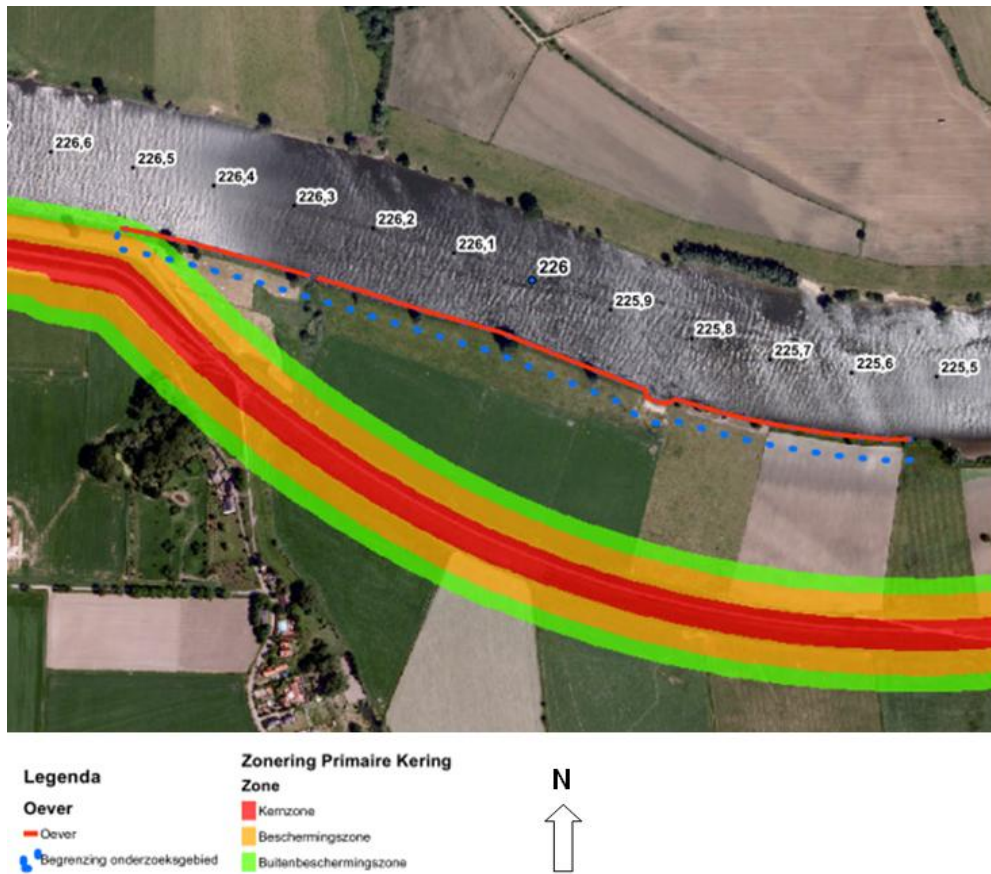 226,6
226,5
226,4
226,3
226,2
226,1
226
225,9
225,8
225,7
225,6
225,5
Legenda
Oever
Oever
Begrenzing onderzoeksgebied
Zonering Primaire Kering
Zone
Kernzone
Beschermingszone
Buitenbeschermingszone
N